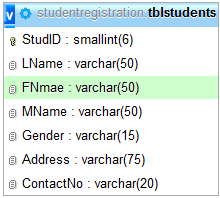 v studentregistration tblstudents
StudID : smallint(6)
LName : varchar(50)
FNmae : varchar(50)
MName : varchar(50)
Gender : varchar(15)
Address : varchar(75)
ContactNo : varchar(20)